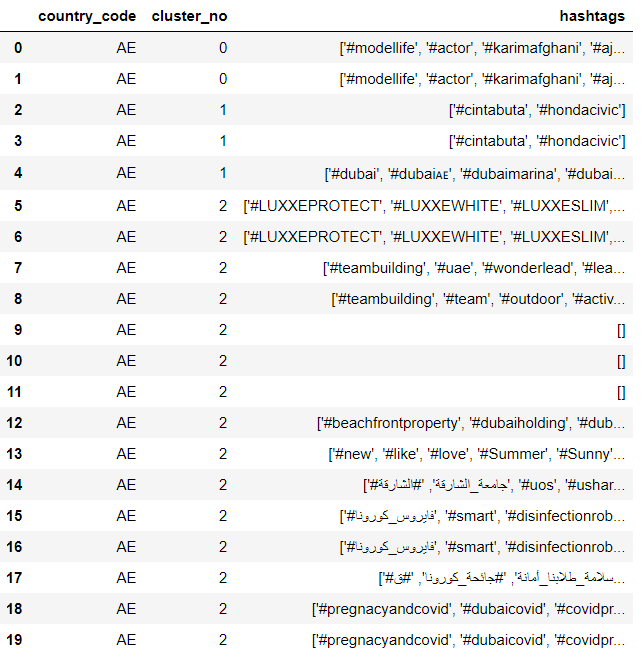 country_code cluster_no hashtags
0 AE 0 ['#modellife', '#actor', '#karimafghani', '#aj...
1 AE 0 ['#modellife', '#actor', '#karimafghani', '#aj...
2 AE 1 ['#cintabuta', '#hondacivic']
3 AE 1 ['#cintabuta', '#hondacivic']
4 AE 1 ['#dubai', '#dubaiᴀᴇ', '#dubaimarina', '#dubai...
5 AE 2 ['#LUXXEPROTECT', '#LUXXEWHITE', '#LUXXESLIM',...
6 AE 2 ['#LUXXEPROTECT', '#LUXXEWHITE', '#LUXXESLIM',...
7 AE 2 ['#teambuilding', '#uae', '#wonderlead', '#lea...
8 AE 2 ['#teambuilding', '#team', '#outdoor', '#activ...
9 AE 2 []
10 AE 2 []
11 AE 2 []
12 AE 2 ['#beachfrontproperty', '#dubaiholding', '#dub...
13 AE 2 ['#new', '#like', '#love', '#Summer', '#Sunny'...
14 AE 2 ['#جامعة_الشارقة', '#الشارقة', '#uos', '#ushar...
15 AE 2 ['#فايروس_كورونا', '#smart', '#disinfectionrob...
16 AE 2 ['#فايروس_كورونا', '#smart', '#disinfectionrob...
17 AE 2 ['#سلامة_طلابنا_أمانة', '#جائحة_كورونا', '#ق...
18 AE 2 ['#pregnacyandcovid', '#dubaicovid', '#covidpr...
19 AE 2 ['#pregnacyandcovid', '#dubaicovid', '#covidpr...